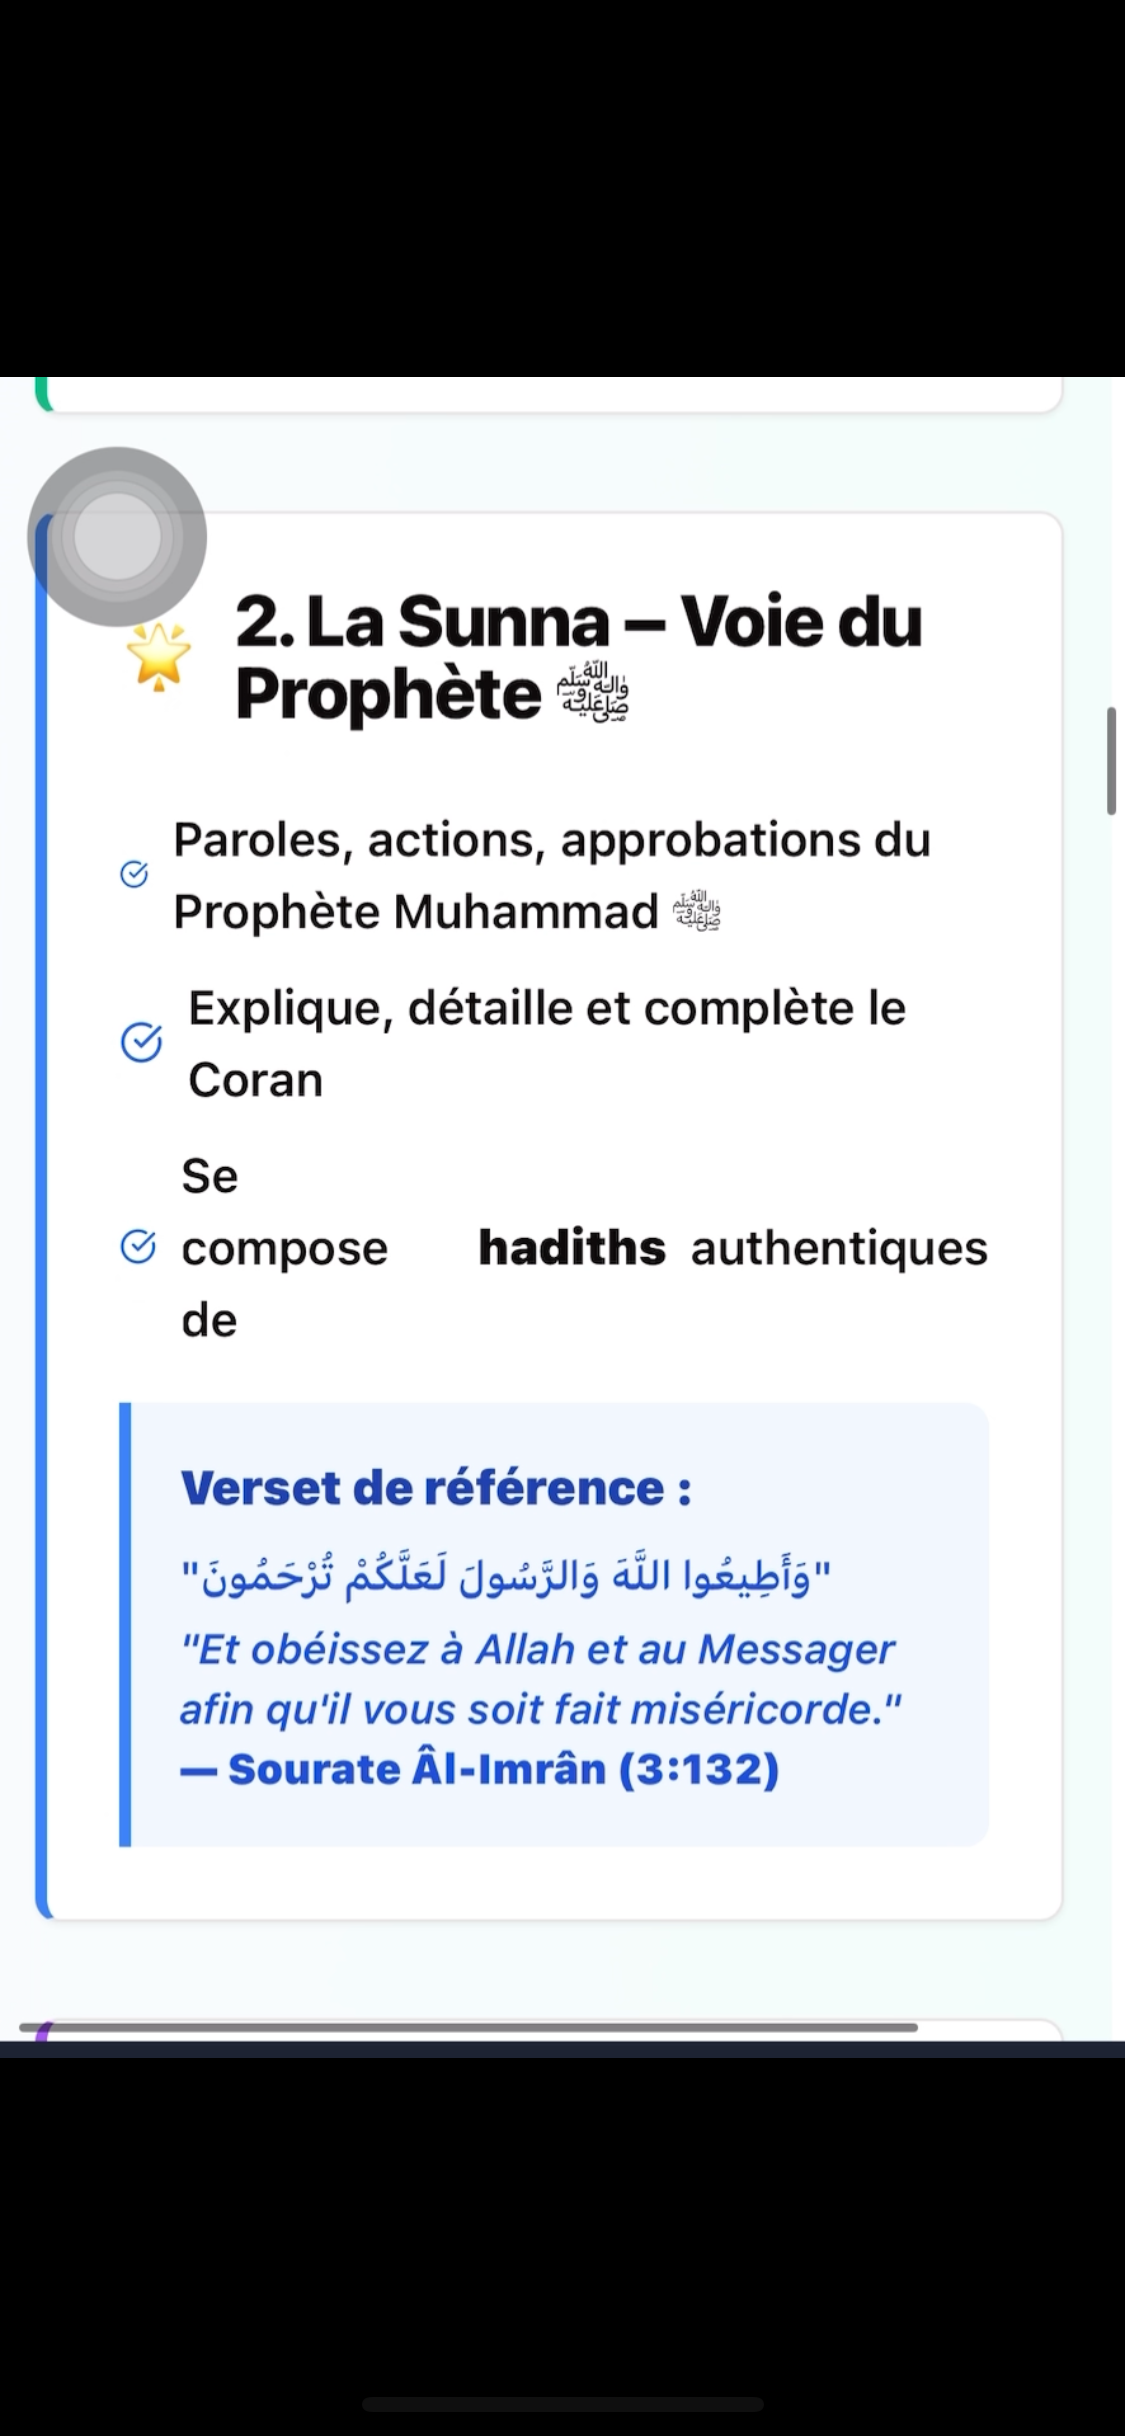 2. La Sunna – Voie du
Prophète ﷺ
Paroles, actions, approbations du
Prophète Muhammad ﷺ
Explique, détaille et complète le
Coran
Se
compose hadiths authentiques
de
Verset de référence :
"وَأَطِيعُوا اللَّهَ وَالرَّسُولَ لَعَلَّكُمْ تُرْحَمُونَ"
"Et obéissez à Allah et au Messager
afin qu'il vous soit fait miséricorde."
— Sourate Âl-Imrân (3:132)